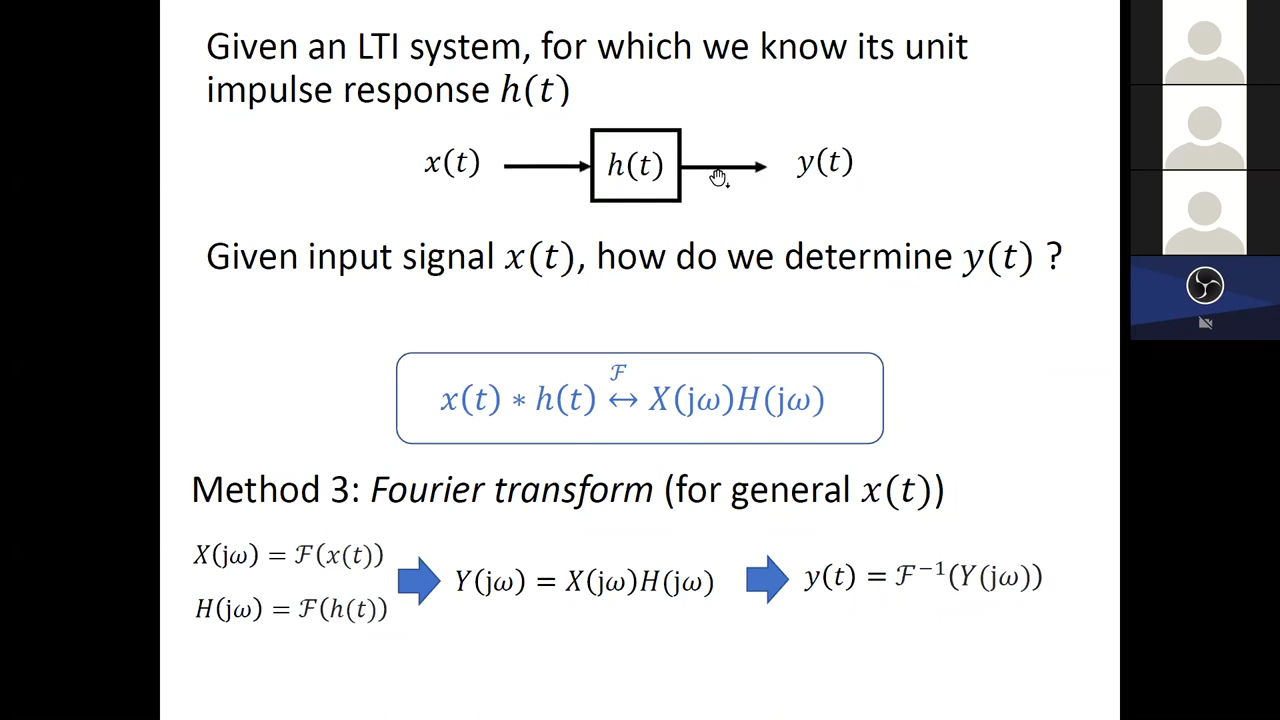 Given an LTI system, for which we know its unit
impulse response h(t)
x(t) h(t) y(t)
Given input signal x(t), how do we determine y(t) ?
ℱ
x(t) ∗ h(t) ↔ X(jω)H(jω)
Method 3: Fourier transform (for general x(t))
X(jω) = ℱ(x(t))
H(jω) = ℱ(h(t))
Y(jω) = X(jω)H(jω)
y(t) = ℱ⁻¹(Y(jω))